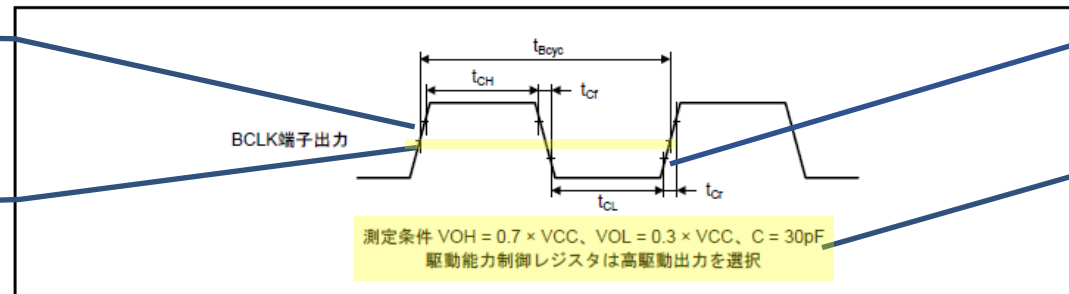 tBcyc
tCH
tCf
BCLK端子出力
tCL
tCr
測定条件 VOH = 0.7 × VCC、VOL = 0.3 × VCC、C = 30pF
駆動能力制御レジスタは高駆動出力を選択